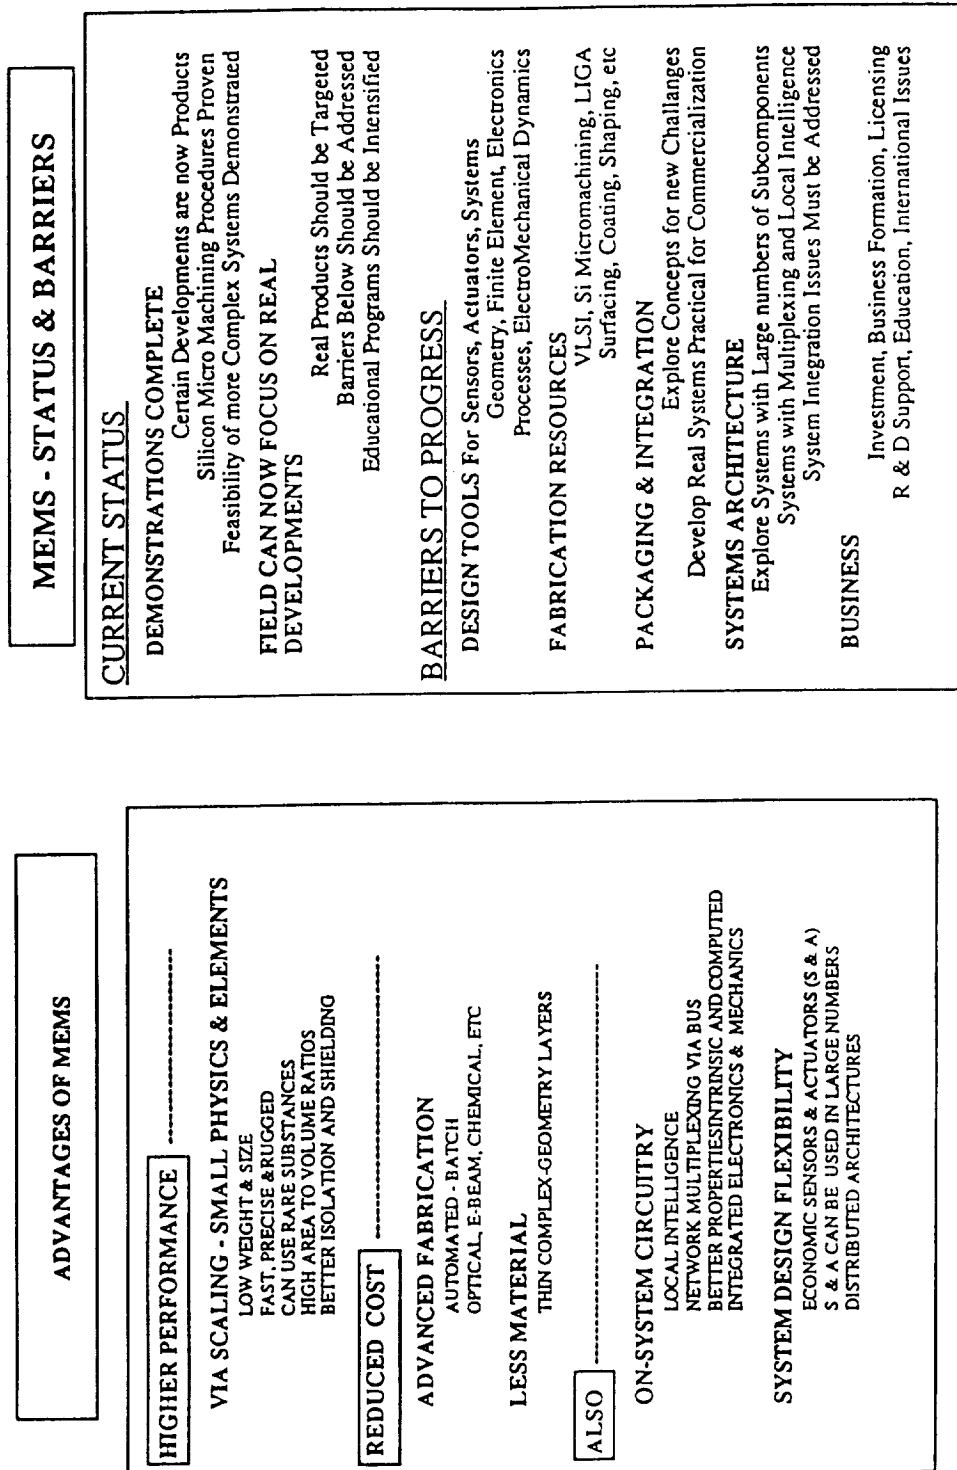 ADVANTAGES OF MEMS
HIGHER PERFORMANCE
VIA SCALING - SMALL PHYSICS & ELEMENTS
LOW WEIGHT & SIZE
FAST, PRECISE &RUGGED
CAN USE RARE SUBSTANCES
HIGH AREA TO VOLUME RATIOS
BETTER ISOLATION AND SHIELDING
REDUCED COST
ADVANCED FABRICATION
AUTOMATED - BATCH
OPTICAL, E-BEAM, CHEMICAL, ETC
LESS MATERIAL
THIN COMPLEX-GEOMETRY LAYERS
ALSO
ON-SYSTEM CIRCUITRY
LOCAL INTELLIGENCE
NETWORK MULTIPLEXING VIA BUS
BETTER PROPERTIESINTRINSIC ANDCOMPUTED
INTEGRATED ELECTRONICS & MECHANICS
SYSTEM DESIGN FLEXIBILITY
ECONOMIC SENSORS & ACTUATORS (S & A)
S & A CAN BE USED IN LARGE NUMBERS
DISTRIBUTED ARCHITECTURES
MEMS - STATUS & BARRIERS
CURRENT STATUS
DEMONSTRATIONS COMPLETE
Certain Developments are now Products
Silicon Micro Machining Procedures Proven
Feasibility of more Complex Systems Demonstrated
FIELD CAN NOW FOCUS ON REAL
DEVELOPMENTS
Real Products Should be Targeted
Barriers Below Should be Addressed
Educational Programs Should be Intensified
BARRIERS TO PROGRESS
DESIGN TOOLS For Sensors, Actuators, Systems
Geometry, Finite Element, Electronics
Processes, ElectroMechanical Dynamics
FABRICATION RESOURCES
VLSI, Si Micromachining, LIGA
Surfacing, Coating, Shaping, etc
PACKAGING & INTEGRATION
Explore Concepts for new Challanges
Develop Real Systems Practical for Commercialization
SYSTEMS ARCHITECTURE
Explore Systems with Large numbers of Subcomponents
Systems with Multiplexing and Local Intelligence
System Integration Issues Must be Addressed
BUSINESS
Investment, Business Formation, Licensing
R & D Support, Education, International Issues